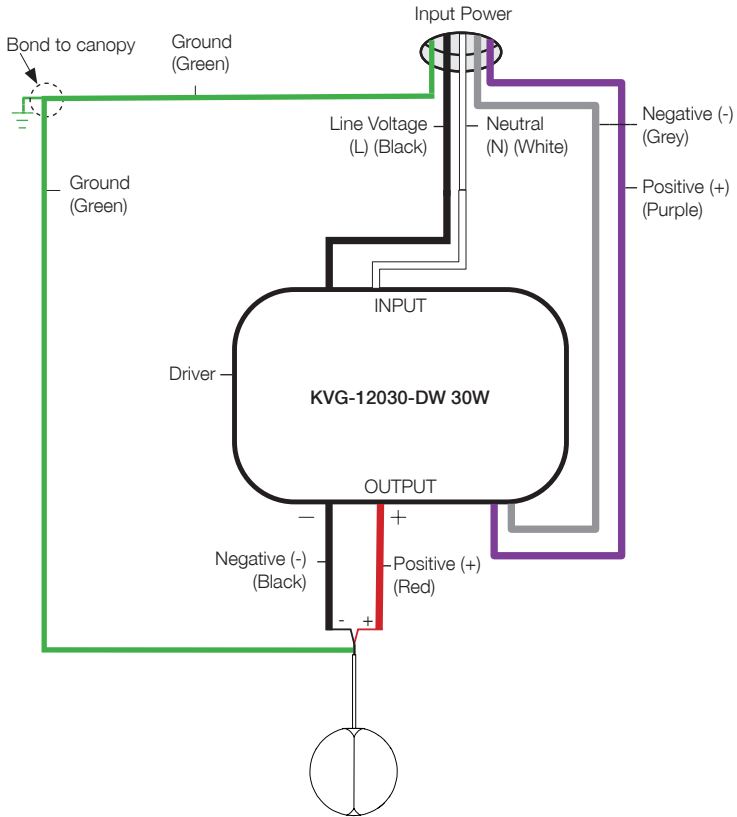 Input Power
Bond to canopy
Ground
(Green)
Line Voltage
(L) (Black)
Neutral
(N) (White)
Negative (-)
(Grey)
Ground
(Green)
Positive (+)
(Purple)
INPUT
Driver
KVG-12030-DW 30W
OUTPUT
– +
Negative (-)
(Black)
Positive (+)
(Red)
- +